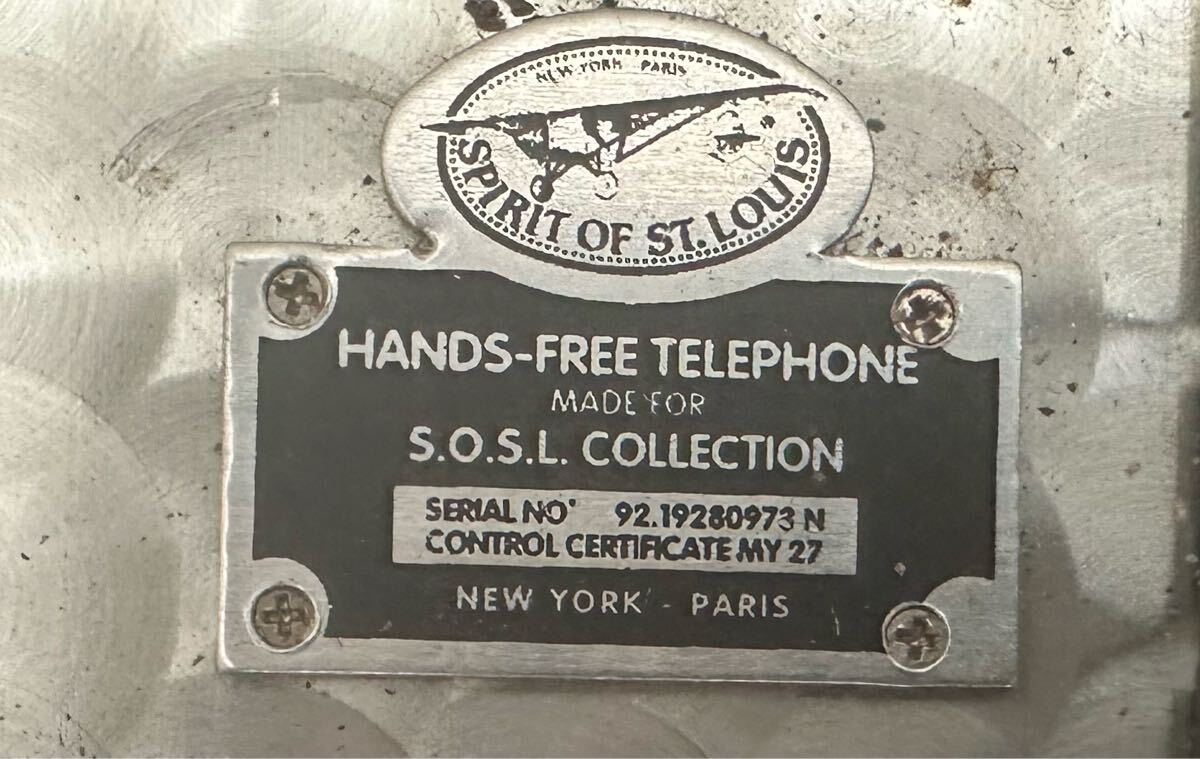 NEW YORK PARIS
SPIRIT OF ST. LOUIS
HANDS-FREE TELEPHONE
MADE FOR
S.O.S.L. COLLECTION
SERIAL NO° 92.19280973 N
CONTROL CERTIFICATE MY 27
NEW YORK - PARIS